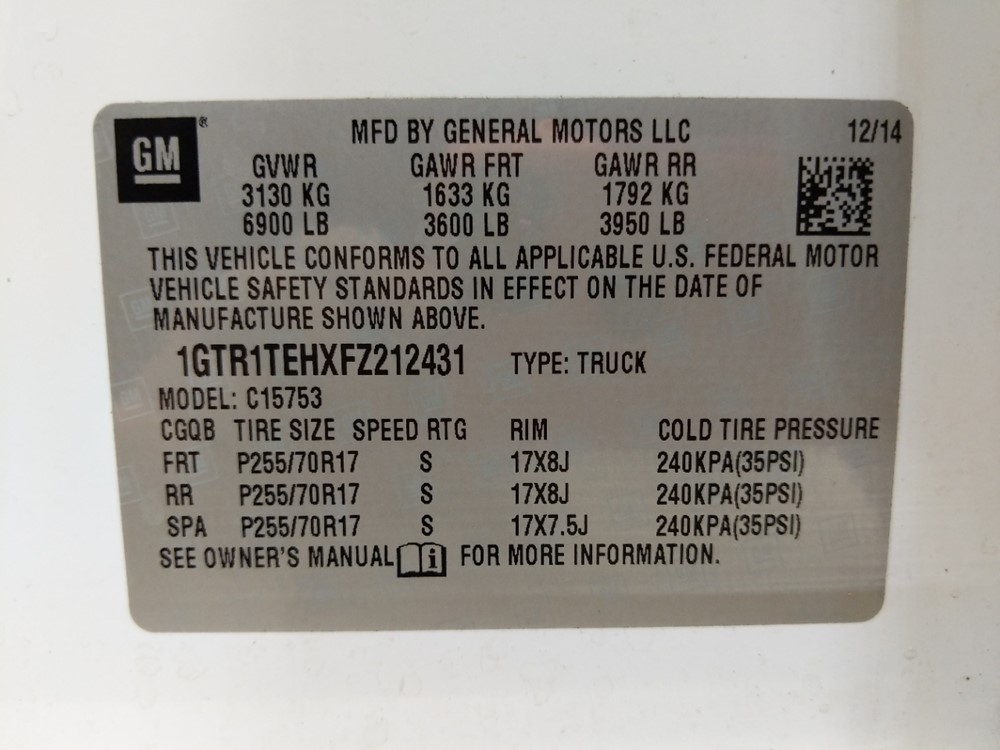 GM® MFD BY GENERAL MOTORS LLC 12/14
GVWR GAWR FRT GAWR RR
3130 KG 1633 KG 1792 KG
6900 LB 3600 LB 3950 LB
THIS VEHICLE CONFORMS TO ALL APPLICABLE U.S. FEDERAL MOTOR
VEHICLE SAFETY STANDARDS IN EFFECT ON THE DATE OF
MANUFACTURE SHOWN ABOVE.
1GTR1TEHXFZ212431 TYPE: TRUCK
MODEL: C15753
CGQB TIRE SIZE SPEED RTG RIM COLD TIRE PRESSURE
FRT P255/70R17 S 17X8J 240KPA(35PSI)
RR P255/70R17 S 17X8J 240KPA(35PSI)
SPA P255/70R17 S 17X7.5J 240KPA(35PSI)
SEE OWNER'S MANUAL i FOR MORE INFORMATION.